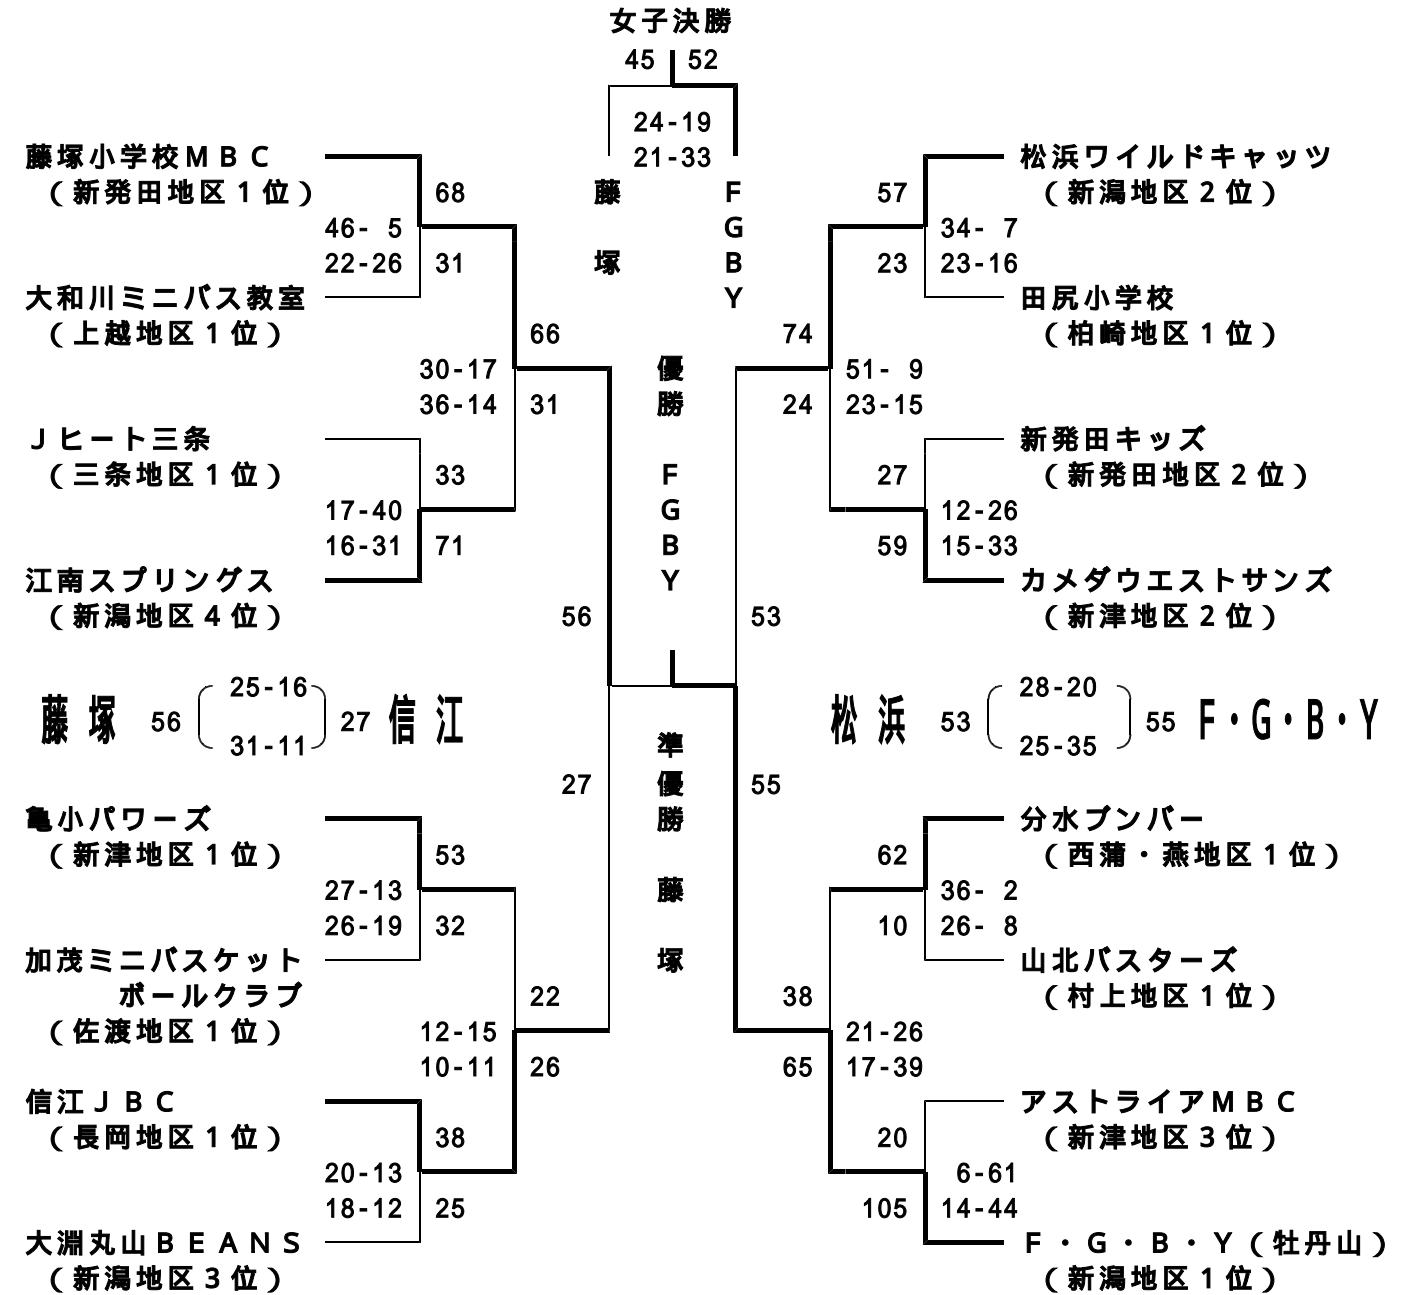 女子決勝
45 52
24-19
21-33
藤塚
FGBY
藤塚小学校ＭＢＣ
（新発田地区１位）
68
46- 5
22-26
31
大和川ミニバス教室
（上越地区１位）
66
30-17
36-14
31
Ｊヒート三条
（三条地区１位）
33
17-40
16-31
71
江南スプリングス
（新潟地区４位）
56
藤塚 56 25-16 27 信江
31-11
27
亀小パワーズ
（新津地区１位）
53
27-13
26-19
32
加茂ミニバスケット
ボールクラブ
（佐渡地区１位）
22
12-15
10-11
26
信江ＪＢＣ
（長岡地区１位）
38
20-13
18-12
25
大淵丸山ＢＥＡＮＳ
（新潟地区３位）
優勝 FGBY
準優勝 藤塚
松浜ワイルドキャッツ
（新潟地区２位）
57
34- 7
23-16
23
田尻小学校
（柏崎地区１位）
74
51- 9
23-15
24
新発田キッズ
（新発田地区２位）
27
12-26
15-33
59
カメダウエストサンズ
（新津地区２位）
53
松浜 53 28-20 55 F・G・B・Y
25-35
55
分水ブンバー
（西蒲・燕地区１位）
62
36- 2
26- 8
10
山北バスターズ
（村上地区１位）
38
21-26
17-39
65
アストライアＭＢＣ
（新津地区３位）
20
6-61
14-44
105
Ｆ・Ｇ・Ｂ・Ｙ（牡丹山）
（新潟地区１位）